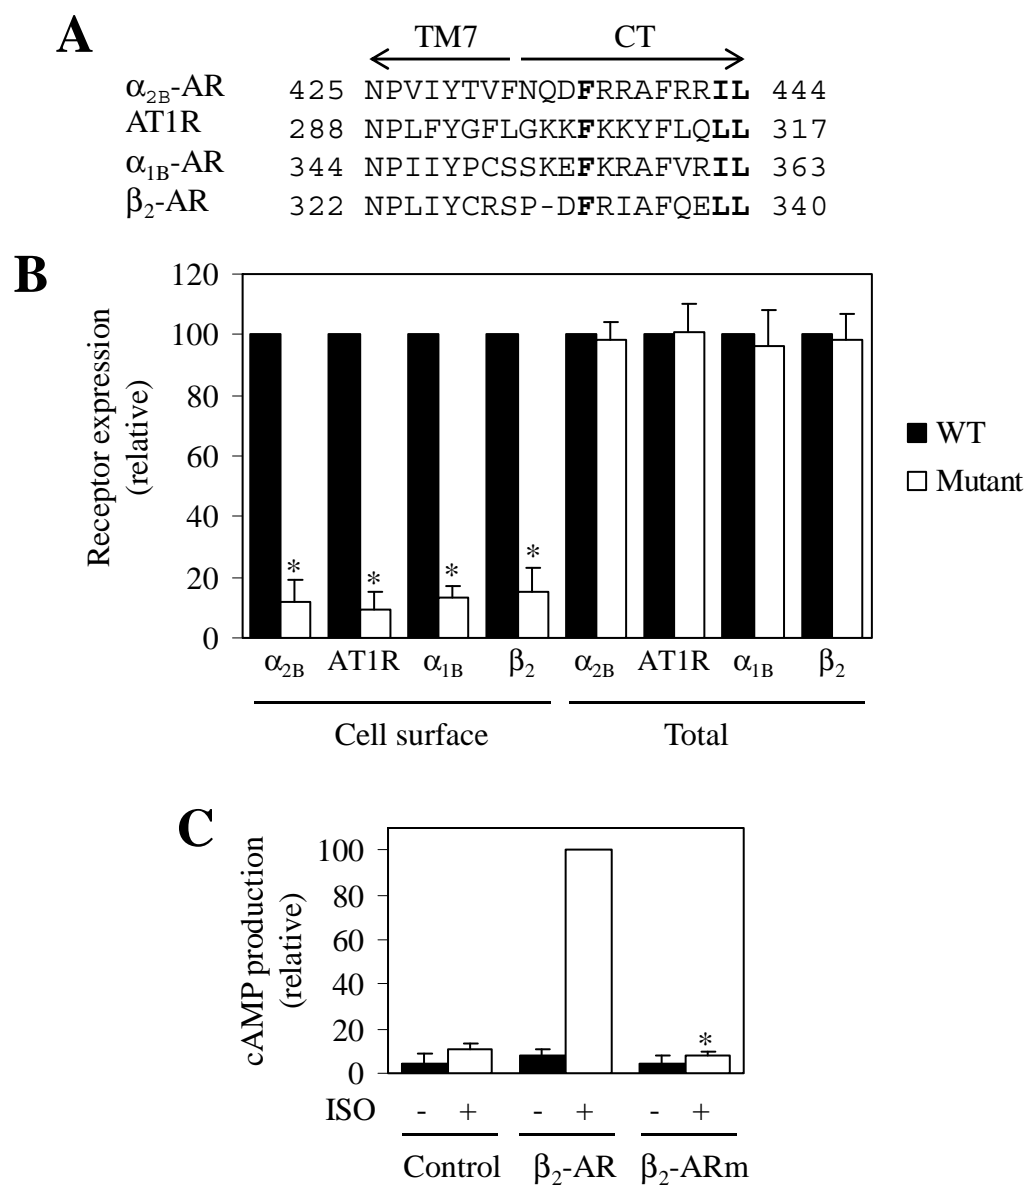 A
TM7 CT
α2B-AR 425 NPVIYTVFNQDFRRAFRRIL 444
AT1R 288 NPLFYGFLGKKFKKYFLQLL 317
α1B-AR 344 NPIIYPCSSKEFKRAFVRIL 363
β2-AR 322 NPLIYCRSP-DFRIAFQELL 340
B
Receptor expression
(relative)
120
100
80
60
40
20
0
* * * *
WT
Mutant
α2B AT1R α1B β2 α2B AT1R α1B β2
Cell surface Total
C
cAMP production
(relative)
100
80
60
40
20
0
*
ISO - + - + - +
Control β2-AR β2-ARm